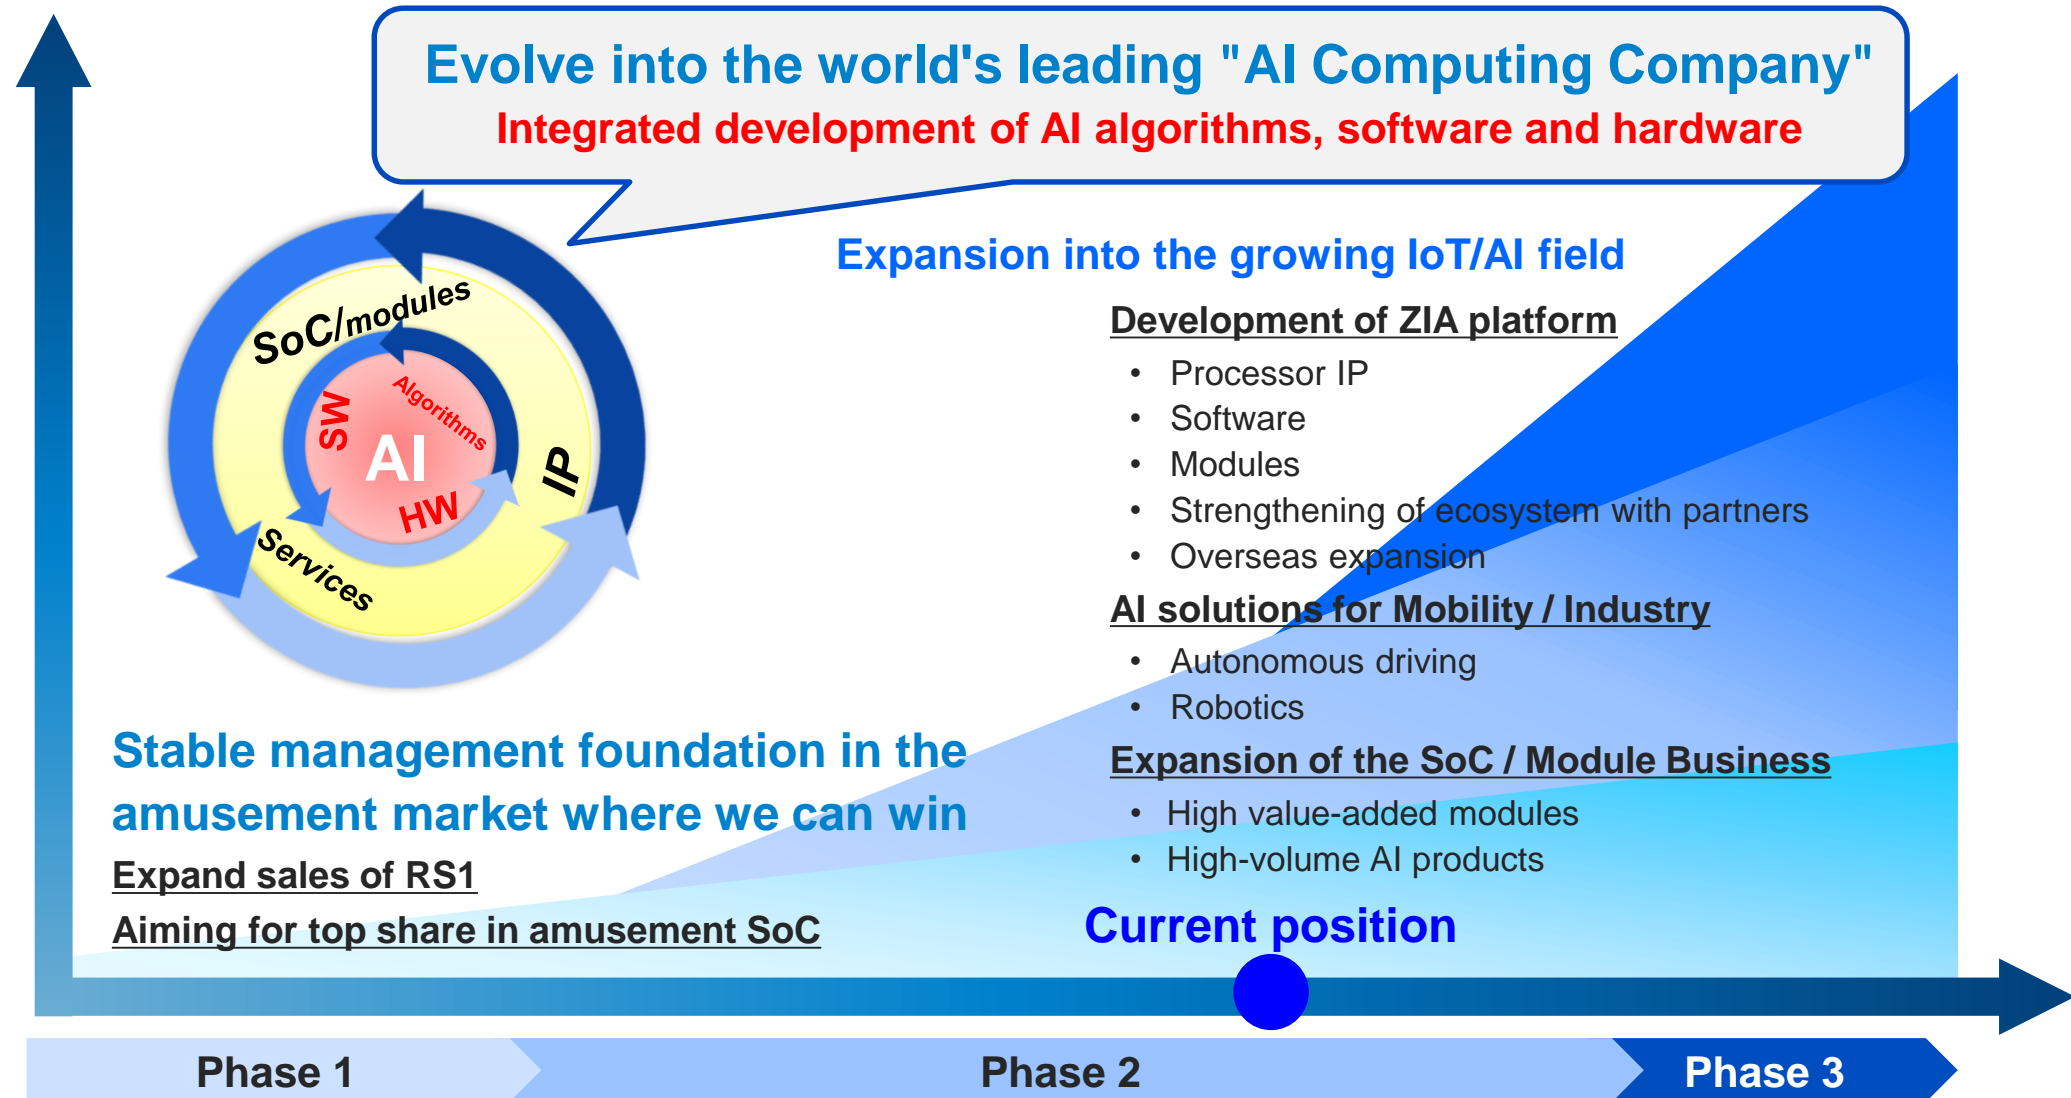 Evolve into the world's leading "AI Computing Company"
Integrated development of AI algorithms, software and hardware
SoC/modules
IP
Services
Algorithms
SW
AI
HW
Expansion into the growing IoT/AI field
Development of ZIA platform
• Processor IP
• Software
• Modules
• Strengthening of ecosystem with partners
• Overseas expansion
AI solutions for Mobility / Industry
• Autonomous driving
• Robotics
Expansion of the SoC / Module Business
• High value-added modules
• High-volume AI products
Stable management foundation in the
amusement market where we can win
Expand sales of RS1
Aiming for top share in amusement SoC
Current position
Phase 1
Phase 2
Phase 3